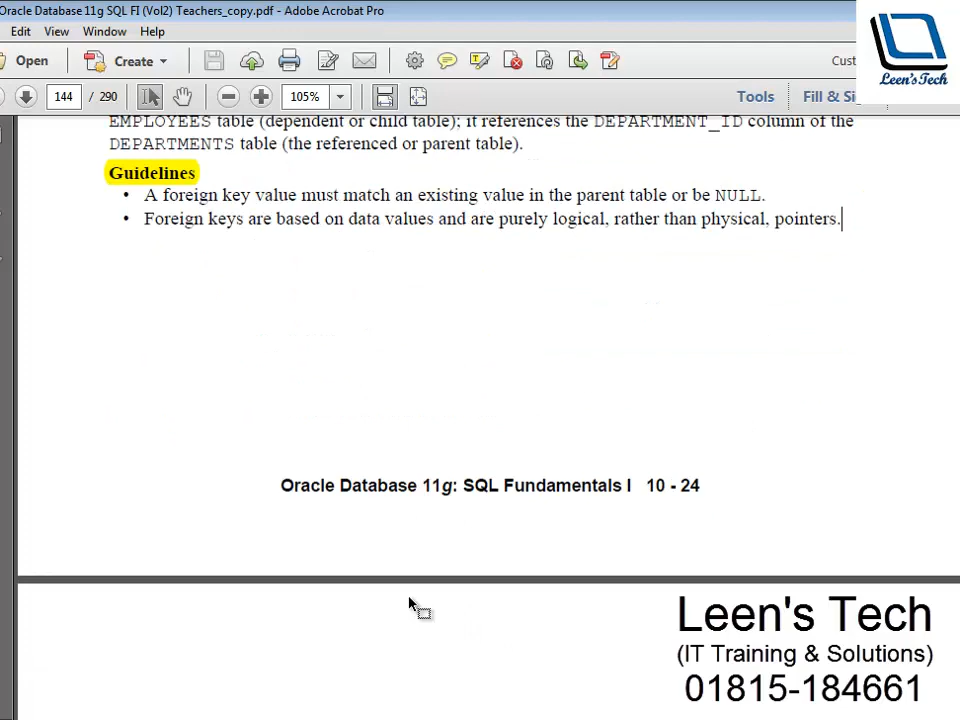 Oracle Database 11g SQL FI (Vol2) Teachers_copy.pdf - Adobe Acrobat Pro
Edit View Window Help
Open Create Cust
144 / 290 105% Tools Fill & Si
Leen'sTech
EMPLOYEES table (dependent or child table); it references the DEPARTMENT_ID column of the
DEPARTMENTS table (the referenced or parent table).
Guidelines
• A foreign key value must match an existing value in the parent table or be NULL.
• Foreign keys are based on data values and are purely logical, rather than physical, pointers.
Oracle Database 11g: SQL Fundamentals I 10 - 24
Leen's Tech
(IT Training & Solutions)
01815-184661